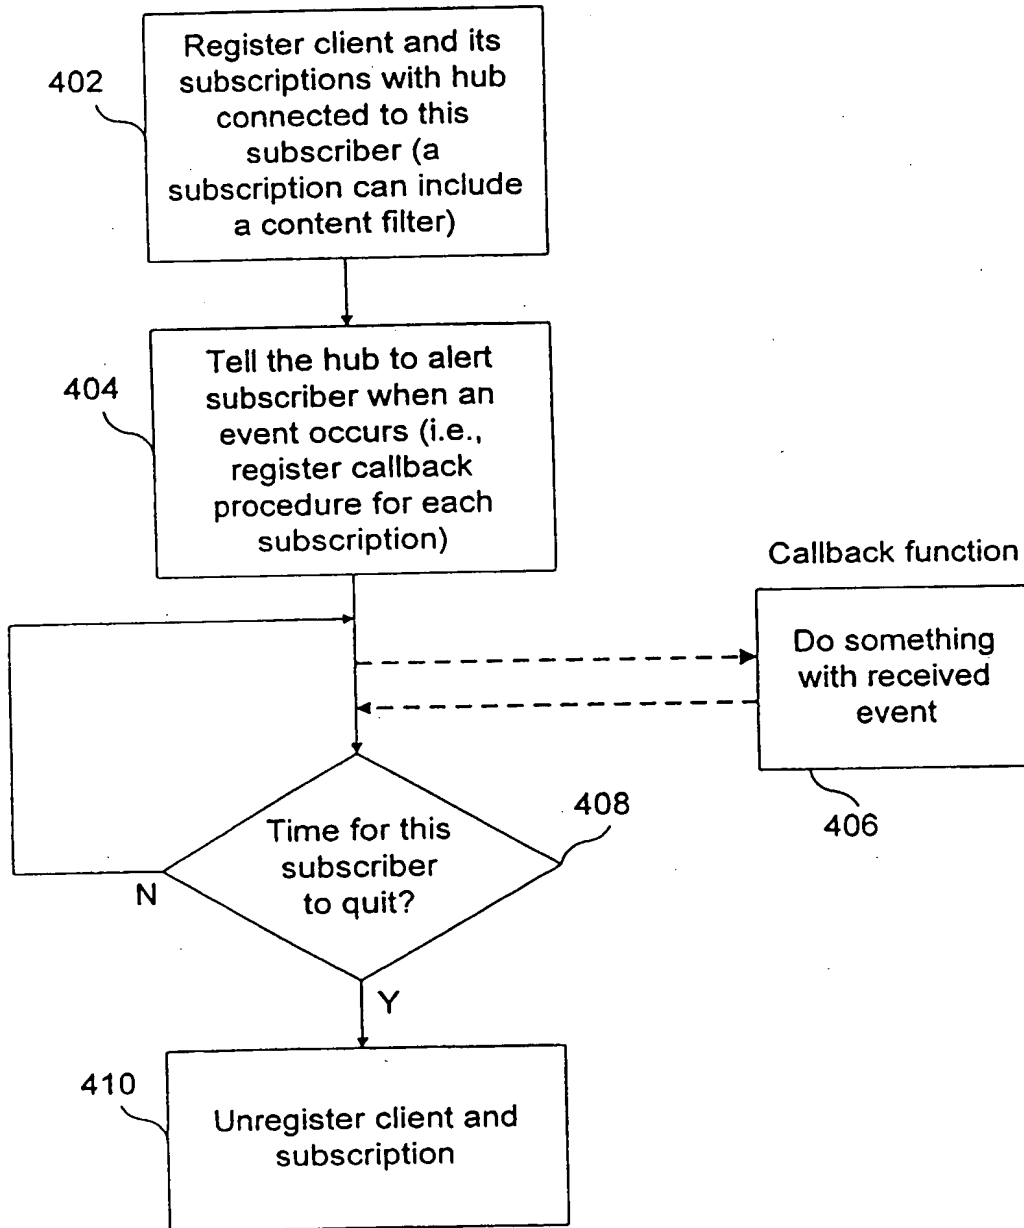 Register client and its
subscriptions with hub
connected to this
subscriber (a
subscription can include
a content filter)
402
Tell the hub to alert
subscriber when an
event occurs (i.e.,
register callback
procedure for each
subscription)
404
Callback function
Do something
with received
event
406
Time for this
subscriber
to quit?
408
N
Y
410
Unregister client and
subscription